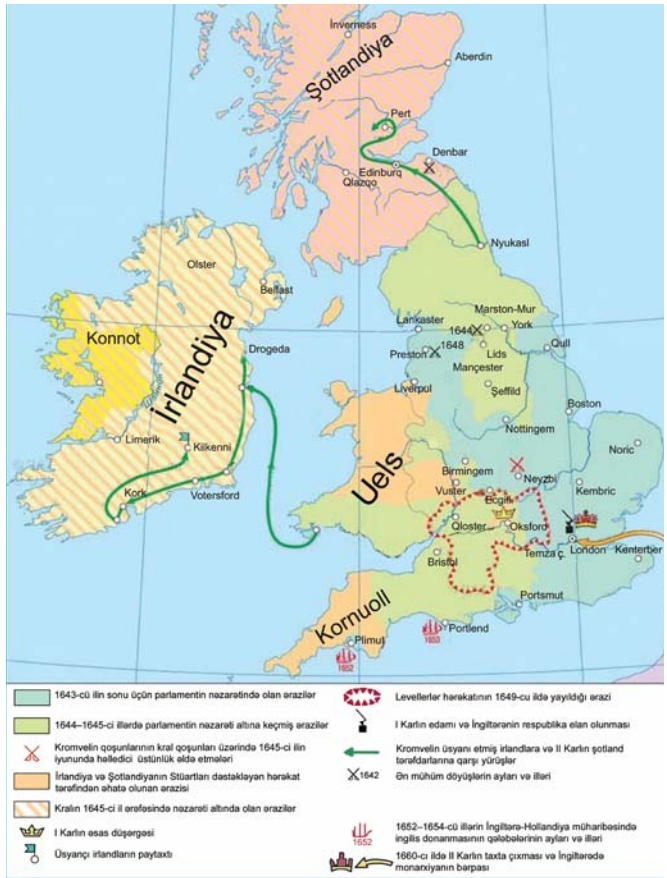 İnverness
Şotlandiya
Aberdin
Pert
Denbar
Edinburq
Qlazqo
Nyukasl
Olster
Belfast
Konnot
İrlandiya
Drogeda
Limerik
Kilkenni
Kork
Votersford
Lankaster
Marston-Mur
1644
York
Preston
1648
Lids
Qull
Mançester
Liverpul
Şeffild
Boston
Nottingem
Noric
Uels
Birmingem
Neyzbi
Vuster
Kembric
Qloster
Oksford
Temza ç.
London
Kenterber
Bristol
Kornuoll
Portsmut
Plimut
Portlend
1652
1653
1643-cü ilin sonu üçün parlamentin nəzarətində olan ərazilər
1644–1645-ci illərdə parlamentin nəzarəti altına keçmiş ərazilər
Kromvelin qoşunlarının kral qoşunları üzərində 1645-ci ilin
iyununda həlledici üstünlük əldə etmələri
İrlandiya və Şotlandiyanın Stüartları dəstəkləyən hərəkat
tərəfindən əhatə olunan ərazisi
Kralın 1645-ci il ərəfəsində nəzarəti altında olan ərazilər
I Karlın əsas düşərgəsi
Üsyançı irlandların paytaxtı
Levellerlər hərəkatının 1649-cu ildə yayıldığı ərazi
I Karlın edamı və İngiltərənin respublika elan olunması
Kromvelin üsyanı etmiş irlandlara və II Karlın şotland
tərəfdarlarına qarşı yürüşlər
1642
Ən mühüm döyüşlərin ayları və illəri
1652–1654-cü illərin İngiltərə-Hollandiya müharibəsində
ingilis donanmasının qələbələrinin ayları və illəri
1652
1660-cı ildə II Karlın taxta çıxması və İngiltərədə
monarxiyanın bərpası